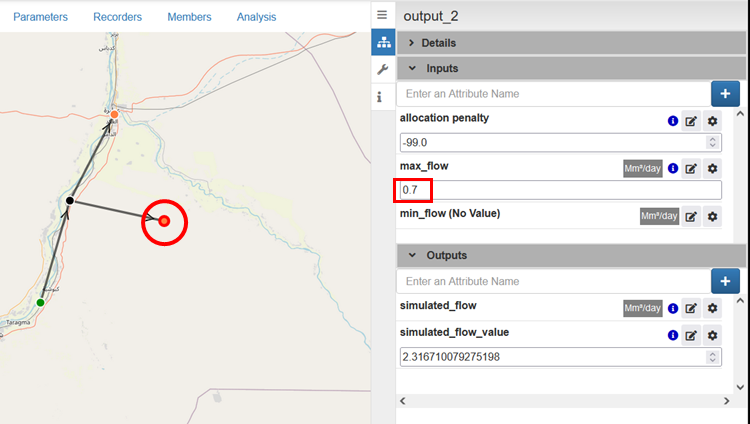 Parameters Recorders Members Analysis
output_2
Details
Inputs
Enter an Attribute Name
allocation penalty
-99.0
max_flow Mm³/day
0.7
min_flow (No Value) Mm³/day
Outputs
Enter an Attribute Name
simulated_flow Mm³/day
simulated_flow_value
2.316710079275198
Taragma